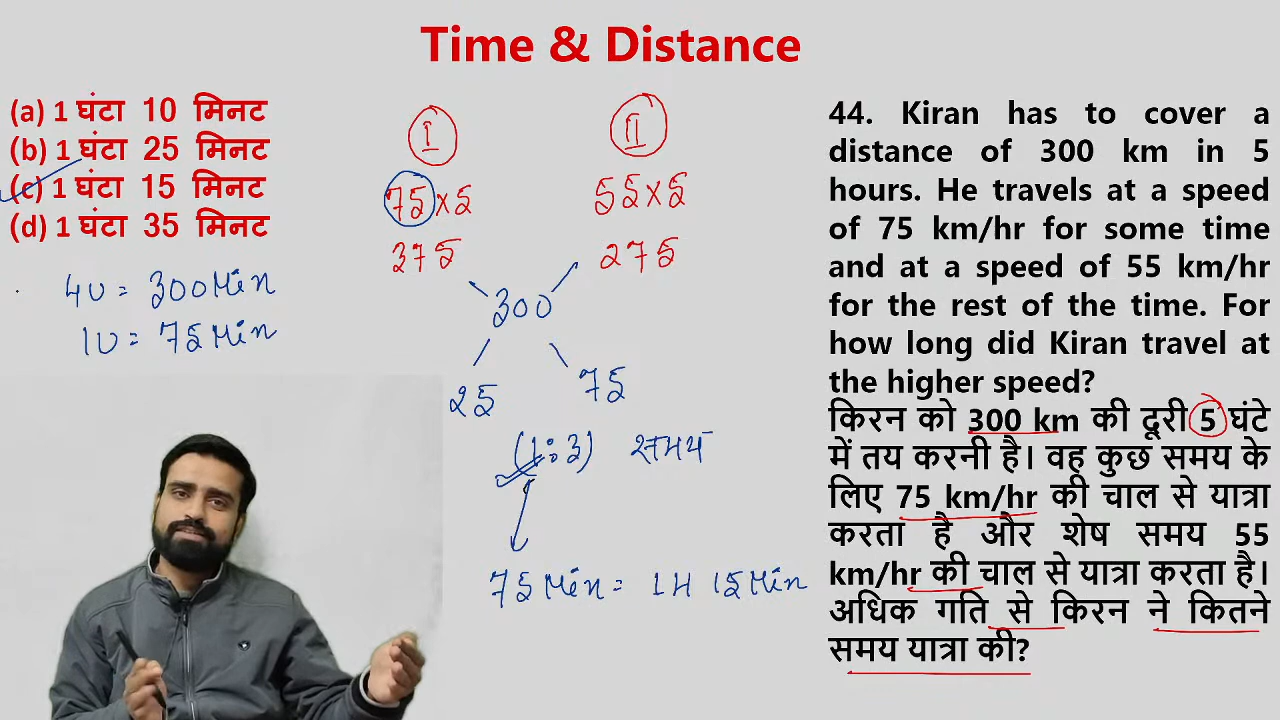 Time & Distance
(a) 1 घंटा 10 मिनट
(b) 1 घंटा 25 मिनट
(c) 1 घंटा 15 मिनट
(d) 1 घंटा 35 मिनट
4U = 300Min
1U = 75Min
I
II
75×5
55×5
375
275
300
25
75
(1:3) समय
75Min = 1H 15Min
44. Kiran has to cover a
distance of 300 km in 5
hours. He travels at a speed
of 75 km/hr for some time
and at a speed of 55 km/hr
for the rest of the time. For
how long did Kiran travel at
the higher speed?
किरन को 300 km की दूरी 5 घंटे
में तय करनी है। वह कुछ समय के
लिए 75 km/hr की चाल से यात्रा
करता है और शेष समय 55
km/hr की चाल से यात्रा करता है।
अधिक गति से किरन ने कितने
समय यात्रा की?